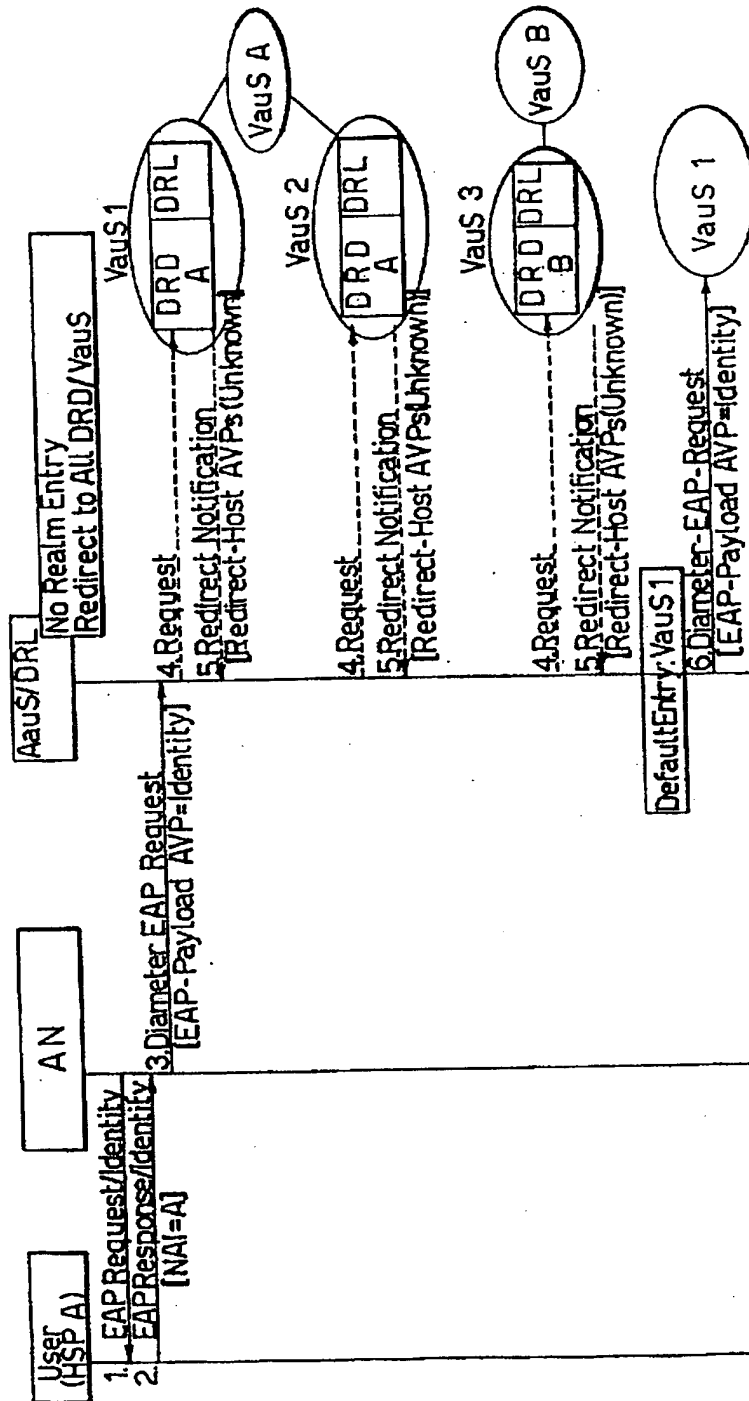 User
(HSP A)
AN
AauS/DRL
No Realm Entry
Redirect to All DRD/VauS
1.
EAP Request/Identity
2.
EAPResponse/Identity
[NAI=A]
3.Diameter EAP Request
[EAP-Payload AVP=Identity]
4.Request
5.Redirect Notification
[Redirect-Host AVPs(Unknown)]
VauS 1
DRD
A
DRL
VauS A
4.Request
5.Redirect Notification
[Redirect-Host AVPs(Unknown)]
VauS 2
DRD
A
DRL
4.Request
5.Redirect Notification
[Redirect-Host AVPs(Unknown)]
VauS 3
DRD
B
DRL
VauS B
DefaultEntry:VauS 1
6.Diameter-EAP-Request
[EAP-Payload AVP=Identity]
VauS 1